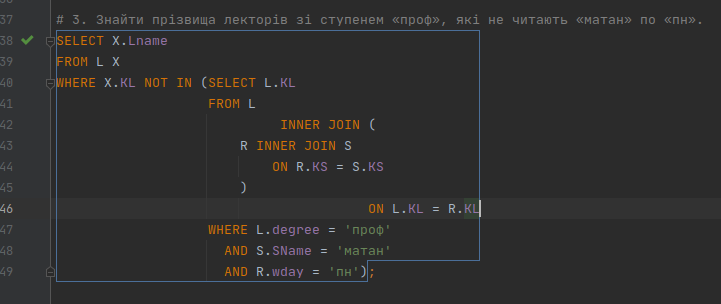 37 # 3. Знайти прізвища лекторів зі ступенем «проф», які не читають «матан» по «пн».
38 SELECT X.Lname
39 FROM L X
40 WHERE X.KL NOT IN (SELECT L.KL
41 FROM L
42 INNER JOIN (
43 R INNER JOIN S
44 ON R.KS = S.KS
45 )
46 ON L.KL = R.KL
47 WHERE L.degree = 'проф'
48 AND S.SName = 'матан'
49 AND R.wday = 'пн');